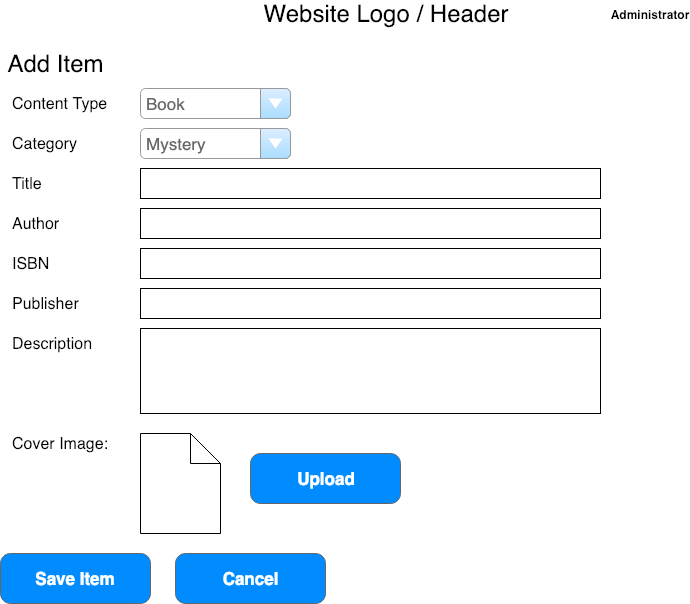 Website Logo / Header
Administrator
Add Item
Content Type
Book
Category
Mystery
Title
Author
ISBN
Publisher
Description
Cover Image:
Upload
Save Item
Cancel